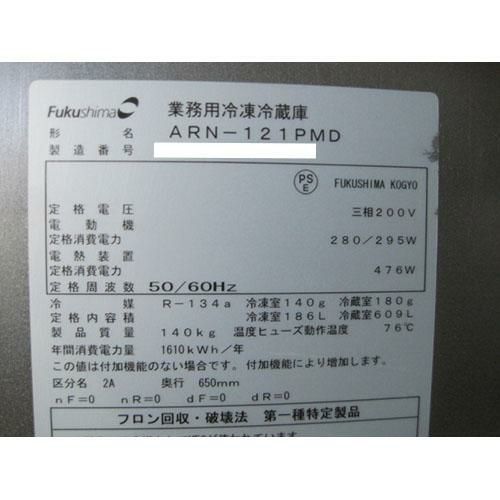 Fukushima 業務用冷凍冷蔵庫
形名 ARN-121PMD
製造番号
PSE FUKUSHIMA KOGYO
定格電圧 三相200V
電動機
定格消費電力 280/295W
電熱装置
定格消費電力 476W
定格周波数 50/60Hz
冷媒 R-134a 冷凍室140g 冷蔵室180g
定格内容積 冷凍室186L 冷蔵室609L
製品質量 140kg 温度ヒューズ動作温度 76℃
年間消費電力量 1610kWh/年
この値は付加機能のない場合です。付加機能により増加します。
区分名 2A 奥行 650mm
nF=0 nR=0 dF=0 dR=0
フロン回収・破壊法 第一種特定製品